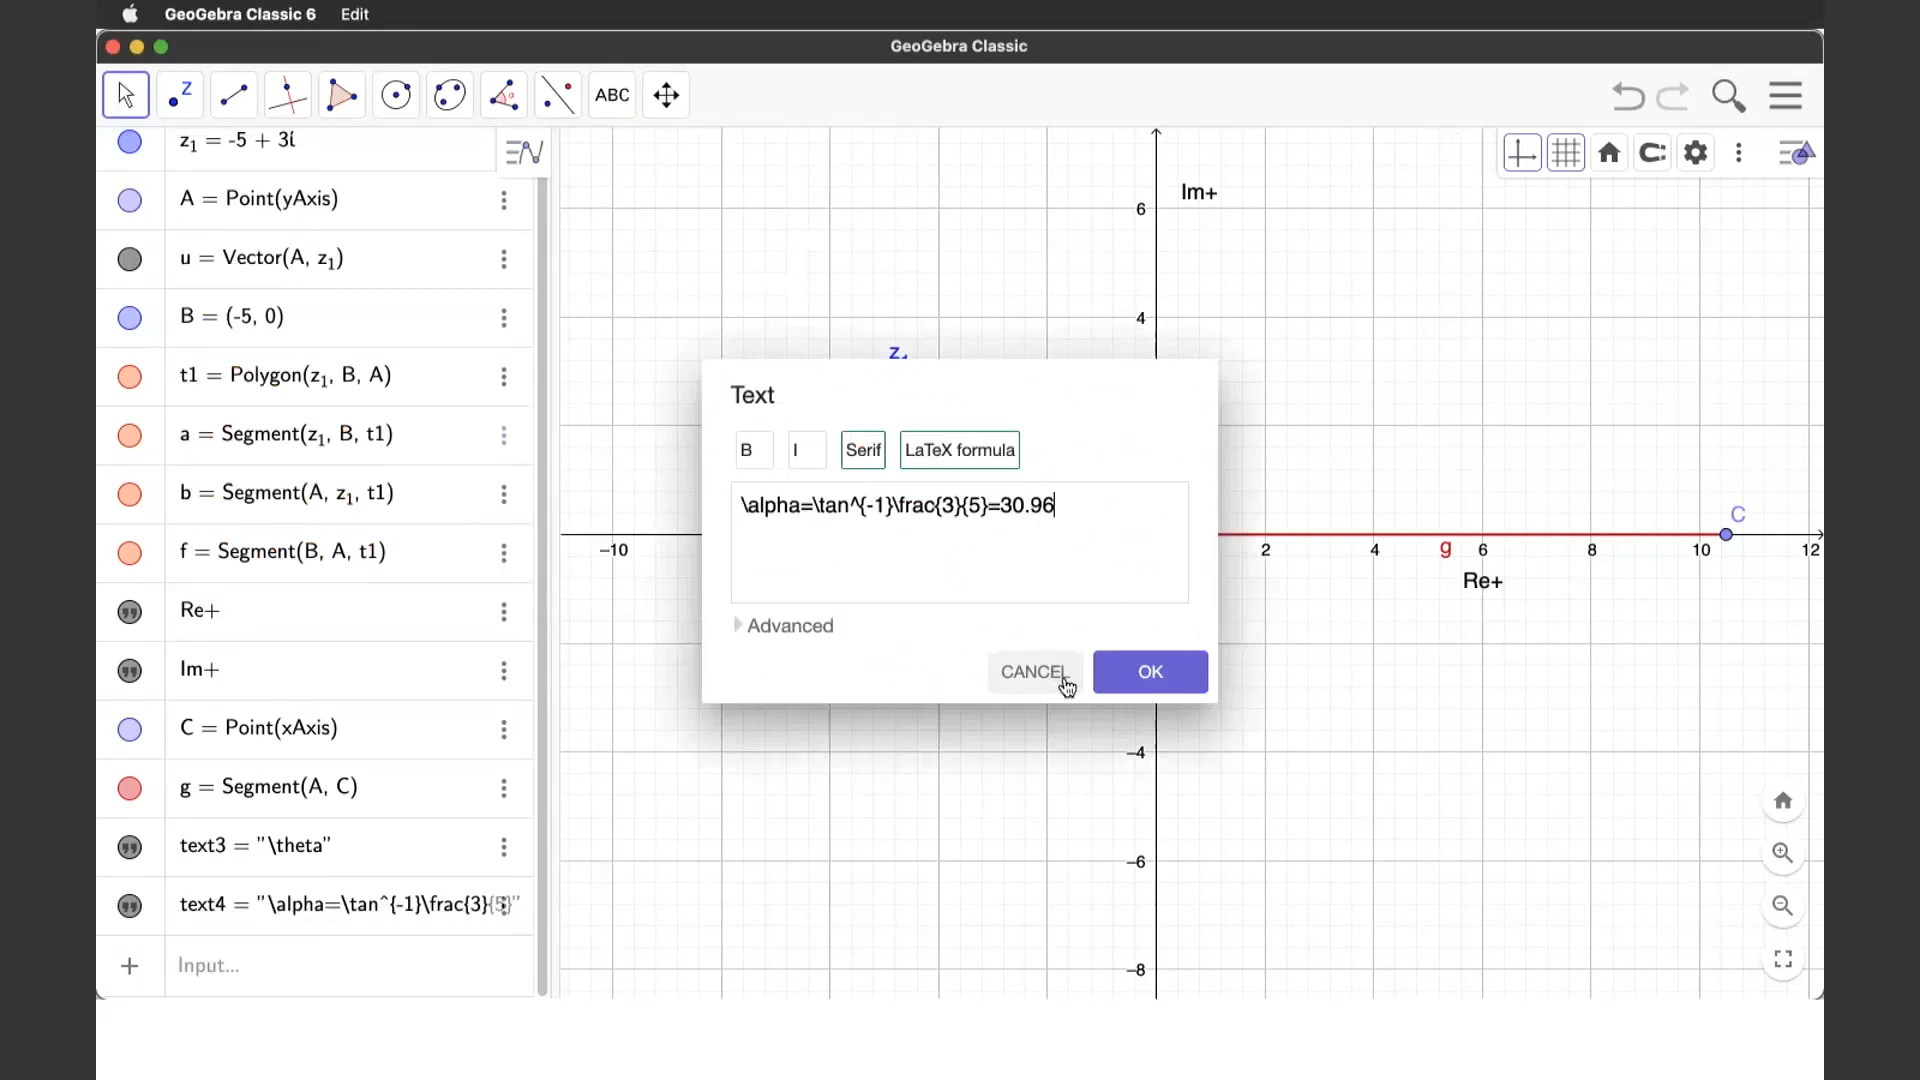 GeoGebra Classic 6 Edit
GeoGebra Classic
Z
ABC
z₁ = -5 + 3i
A = Point(yAxis)
u = Vector(A, z₁)
B = (-5, 0)
t1 = Polygon(z₁, B, A)
a = Segment(z₁, B, t1)
b = Segment(A, z₁, t1)
f = Segment(B, A, t1)
Re+
Im+
C = Point(xAxis)
g = Segment(A, C)
text3 = "\theta"
text4 = "\alpha=\tan^{-1}\frac{3}{5}"
Input...
Im+
6
4
z₁
Text
B I Serif LaTeX formula
\alpha=\tan^{-1}\frac{3}{5}=30.96
Advanced
CANCEL OK
C
–10 2 4 g 6 8 10 12
Re+
–4
–6
–8